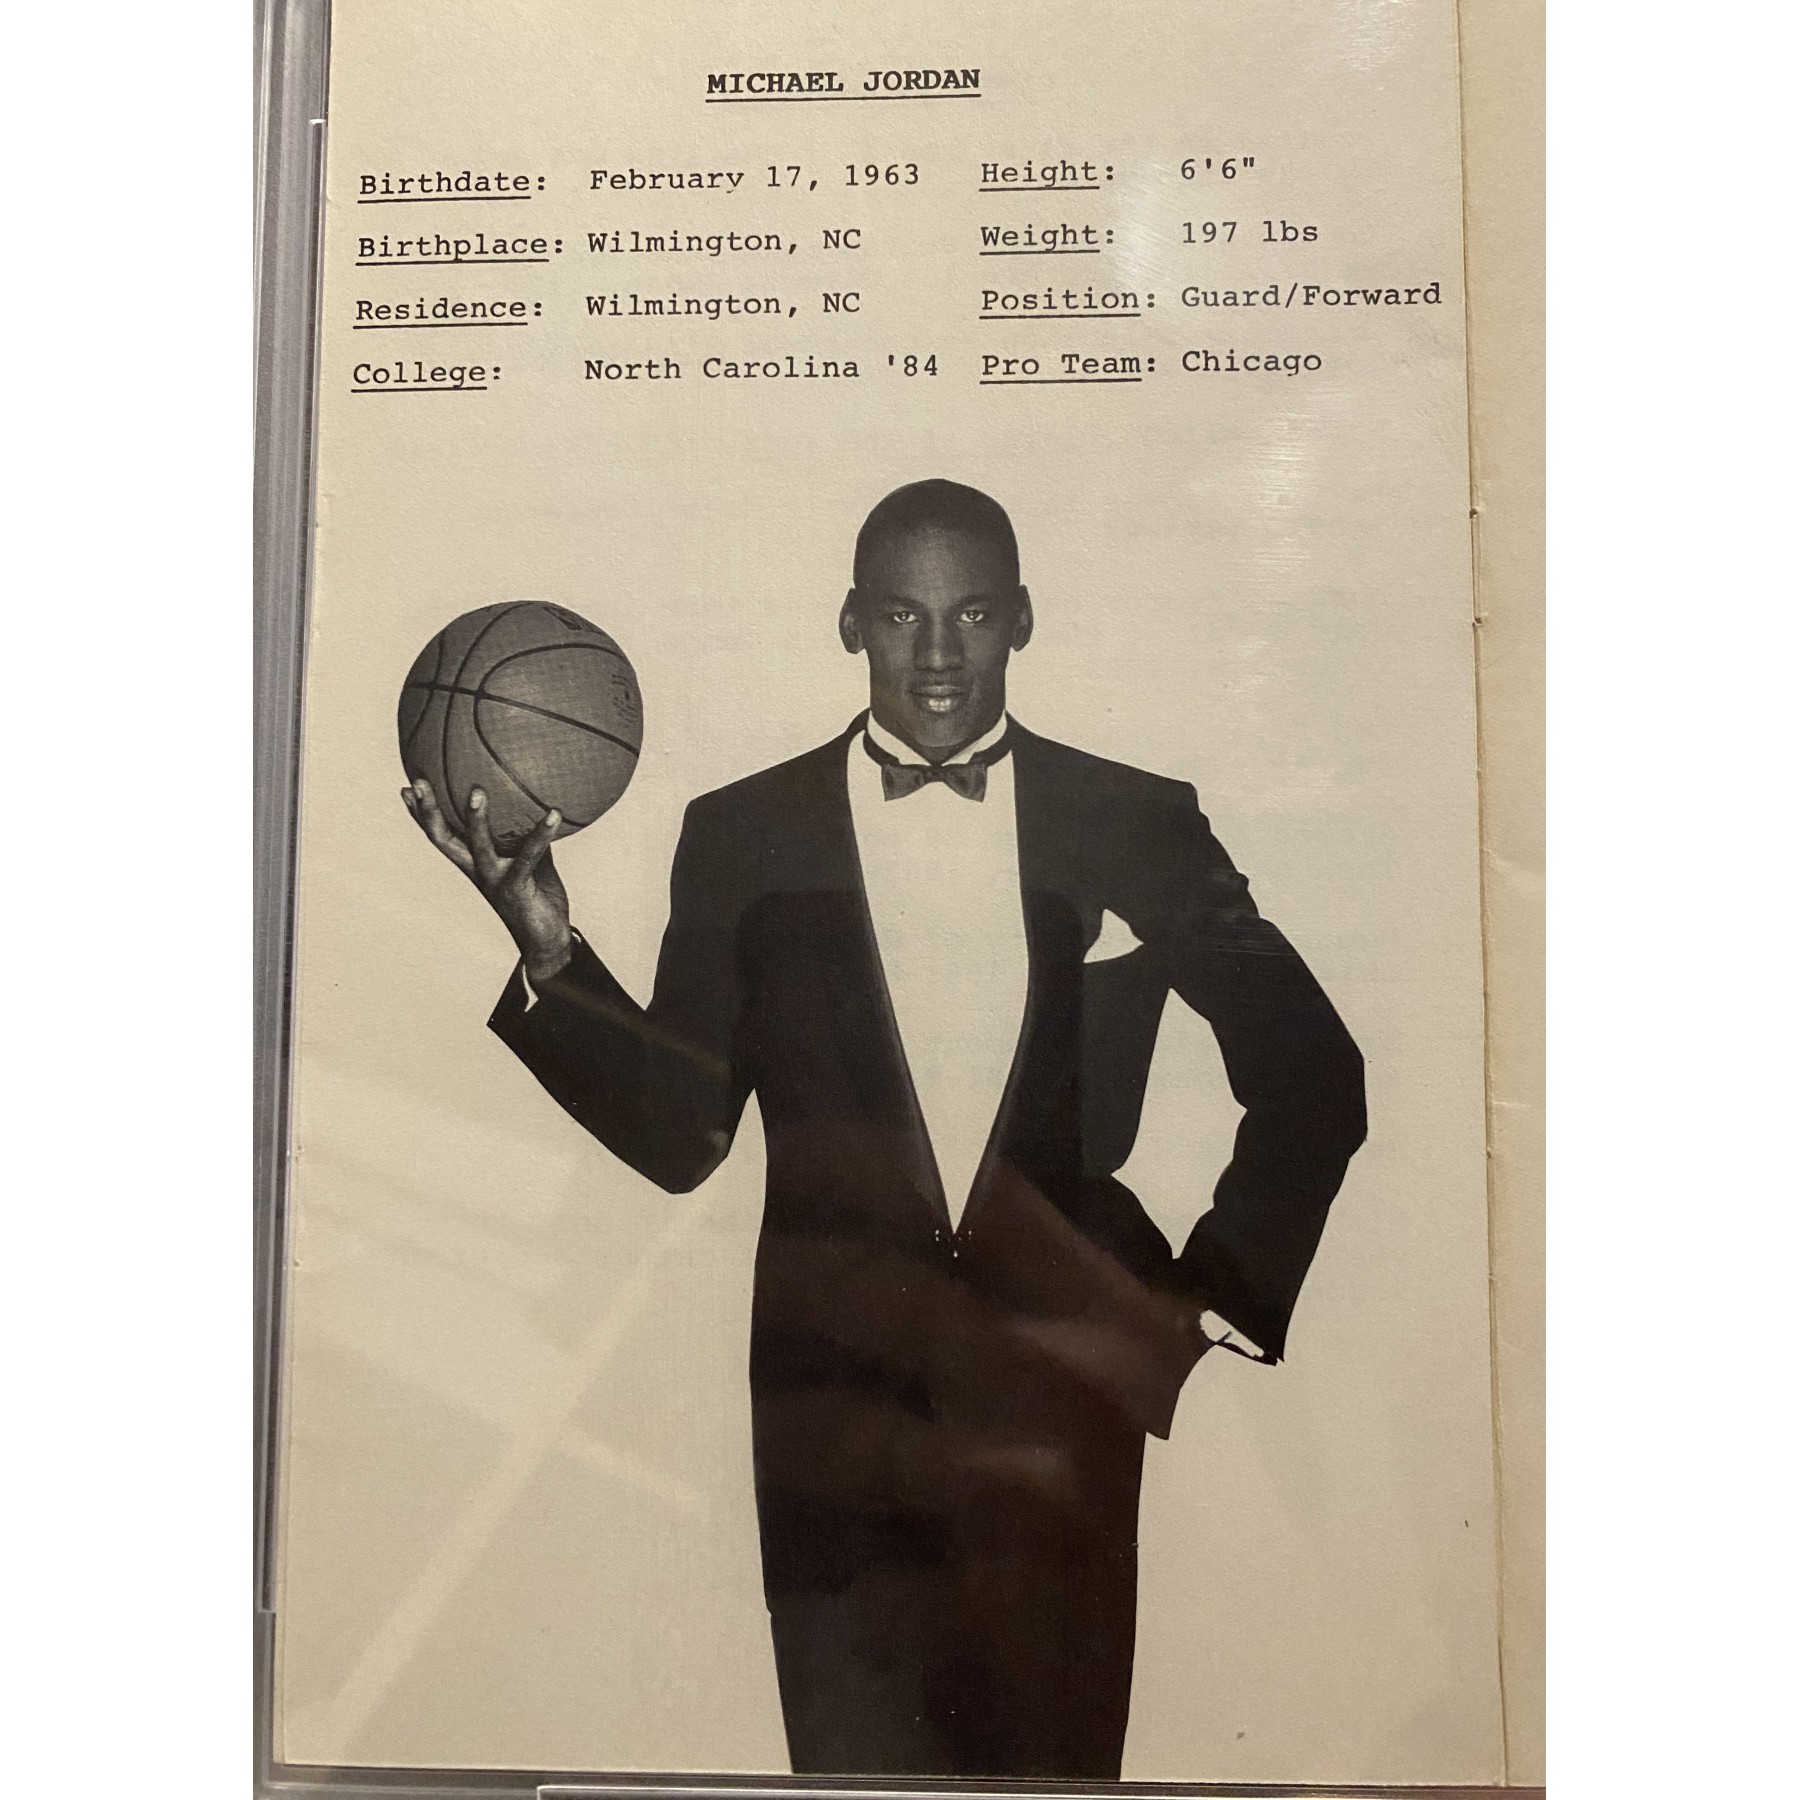 MICHAEL JORDAN
Birthdate: February 17, 1963 Height: 6'6"
Birthplace: Wilmington, NC Weight: 197 lbs
Residence: Wilmington, NC Position: Guard/Forward
College: North Carolina '84 Pro Team: Chicago